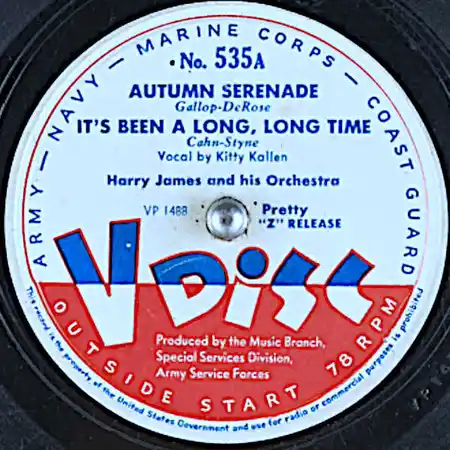 ARMY — NAVY — MARINE CORPS — COAST GUARD
No. 535A
AUTUMN SERENADE
Gallop-DeRose
IT'S BEEN A LONG, LONG TIME
Cahn-Styne
Vocal by Kitty Kallen
Harry James and his Orchestra
VP 1488
Pretty
"Z" RELEASE
V DiSC
Produced by the Music Branch,
Special Services Division,
Army Service Forces
OUTSIDE START 78 RPM
This record is the property of the United States Government and use for radio or commercial purposes is prohibited